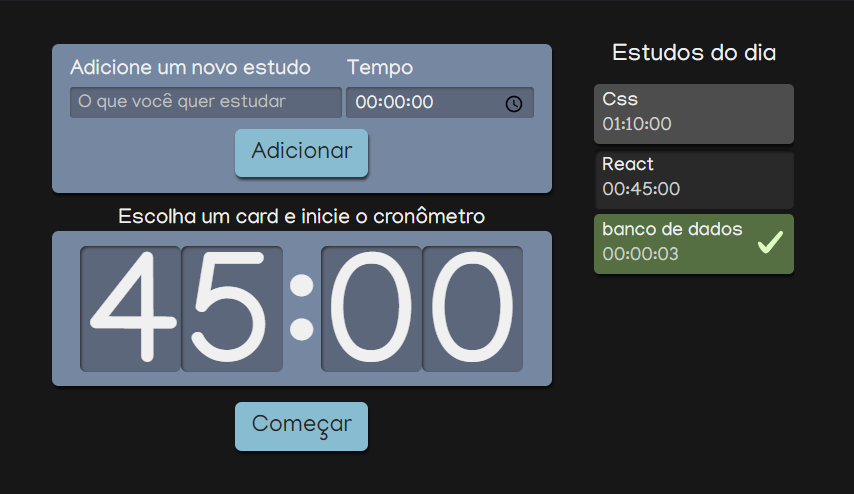 Adicione um novo estudo
Tempo
O que você quer estudar
00:00:00
Adicionar
Escolha um card e inicie o cronômetro
45:00
Começar
Estudos do dia
Css
01:10:00
React
00:45:00
banco de dados
00:00:03